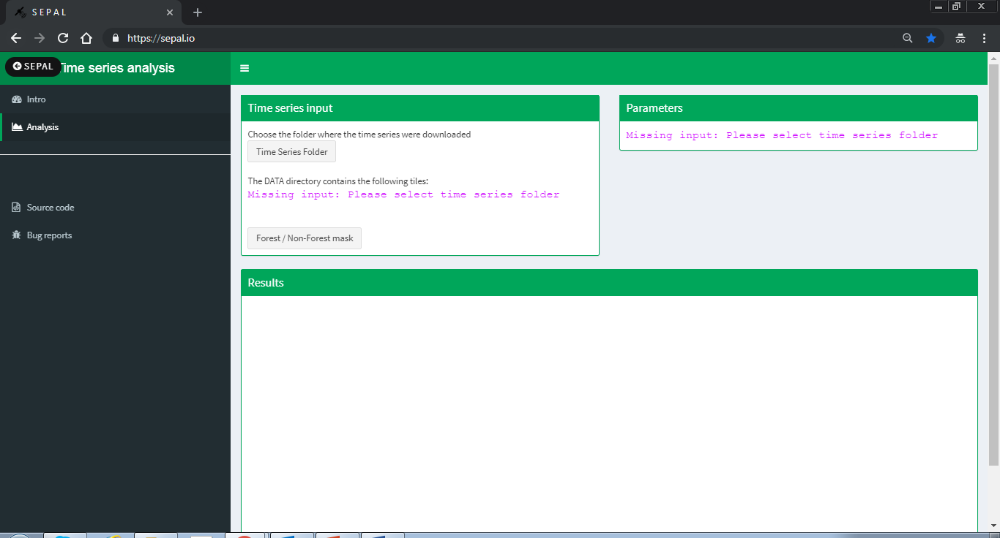 S E P A L
https://sepal.io
SEPAL
Time series analysis
Intro
Analysis
Source code
Bug reports
Time series input
Choose the folder where the time series were downloaded
Time Series Folder
The DATA directory contains the following tiles:
Missing input: Please select time series folder
Forest / Non-Forest mask
Parameters
Missing input: Please select time series folder
Results